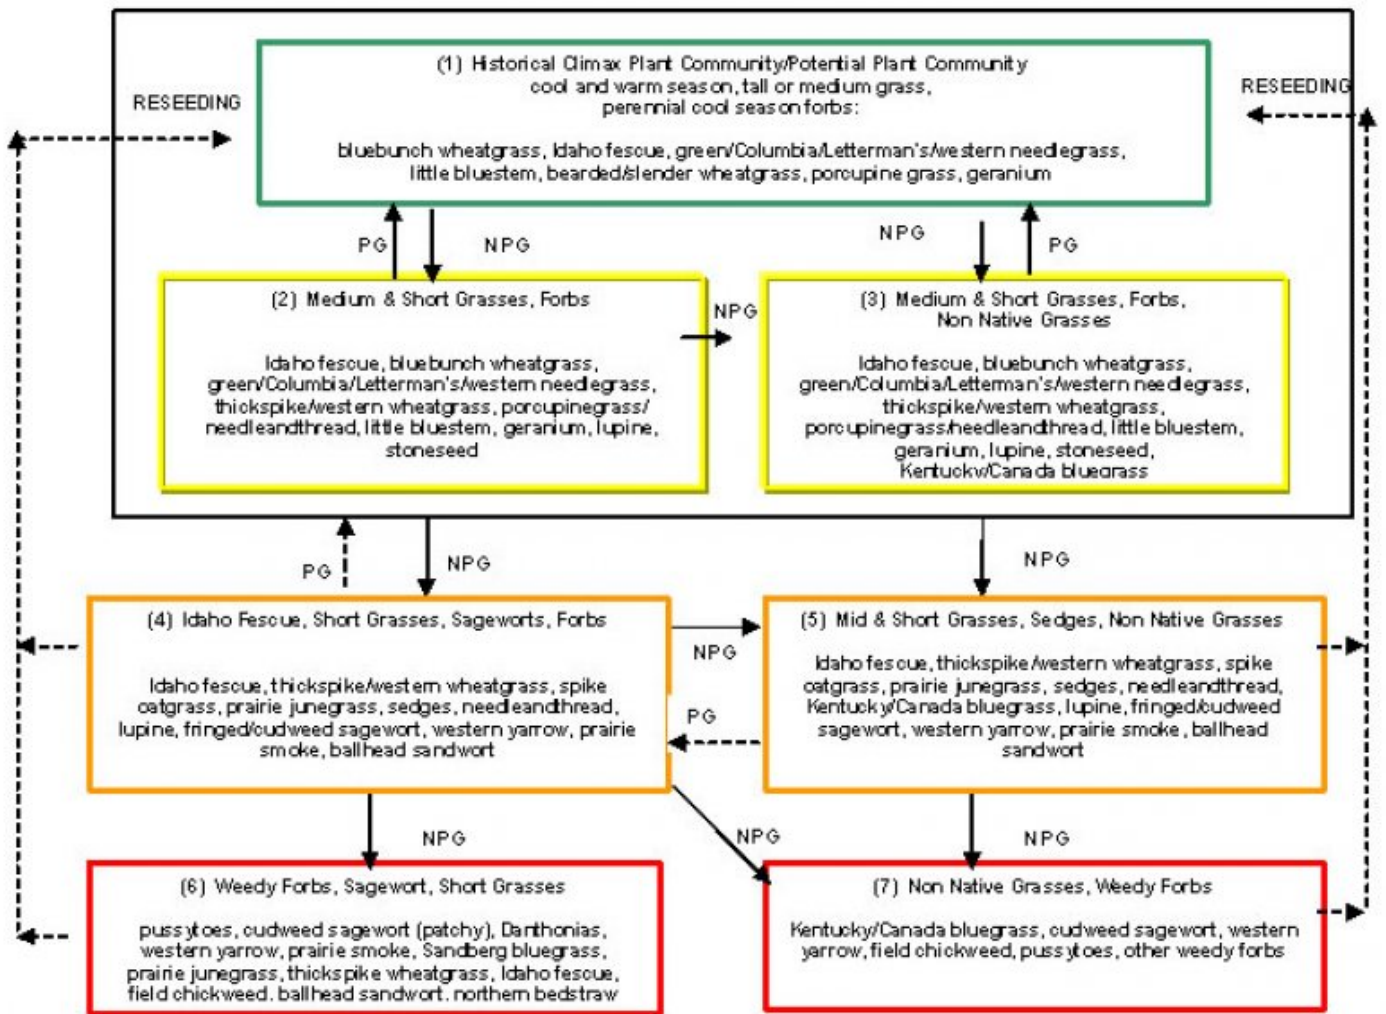 (1) Historical Climax Plant Community/Potential Plant Community
cool and warm season, tall or medium grass,
perennial cool season forbs:
bluebunch wheatgrass, Idaho fescue, green/Columbia/Letterman's/western needlegrass,
little bluestem, bearded/slender wheatgrass, porcupine grass, geranium
RESEEDING
RESEEDING
PG
NPG
NPG
PG
(2) Medium & Short Grasses, Forbs
Idaho fescue, bluebunch wheatgrass,
green/Columbia/Letterman's/western needlegrass,
thickspike/western wheatgrass, porcupinegrass/
needleandthread, little bluestem, geranium, lupine,
stoneseed
NPG
(3) Medium & Short Grasses, Forbs,
Non Native Grasses
Idaho fescue, bluebunch wheatgrass,
green/Columbia/Letterman's/western needlegrass,
thickspike/western wheatgrass,
porcupinegrass/needleandthread, little bluestem,
geranium, lupine, stoneseed,
Kentucky/Canada bluegrass
PG
NPG
NPG
(4) Idaho Fescue, Short Grasses, Sageworts, Forbs
Idaho fescue, thickspike/western wheatgrass, spike
oatgrass, prairie junegrass, sedges, needleandthread,
lupine, fringed/cudweed sagewort, western yarrow, prairie
smoke, ballhead sandwort
NPG
PG
(5) Mid & Short Grasses, Sedges, Non Native Grasses
Idaho fescue, thickspike/western wheatgrass, spike
oatgrass, prairie junegrass, sedges, needleandthread,
Kentucky/Canada bluegrass, lupine, fringed/cudweed
sagewort, western yarrow, prairie smoke, ballhead
sandwort
NPG
NPG
NPG
(6) Weedy Forbs, Sagewort, Short Grasses
pussytoes, cudweed sagewort (patchy), Danthonias,
western yarrow, prairie smoke, Sandberg bluegrass,
prairie junegrass, thickspike wheatgrass, Idaho fescue,
field chickweed, ballhead sandwort, northern bedstraw
(7) Non Native Grasses, Weedy Forbs
Kentucky/Canada bluegrass, cudweed sagewort, western
yarrow, field chickweed, pussytoes, other weedy forbs